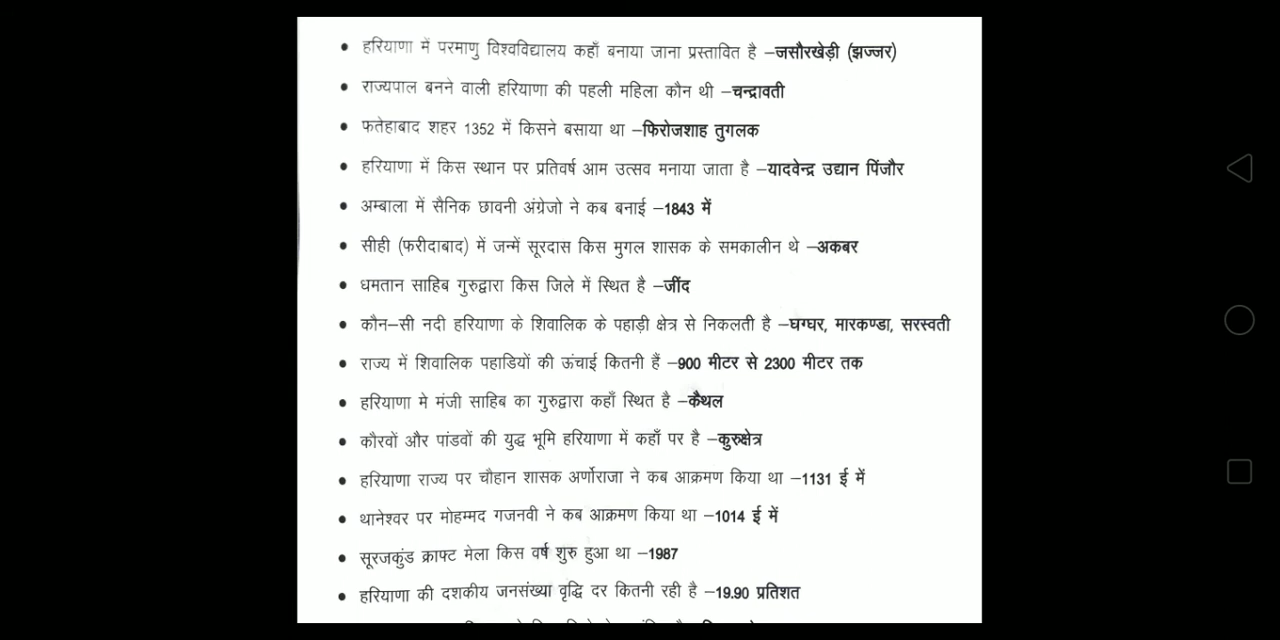 • हरियाणा में परमाणु विश्वविद्यालय कहाँ बनाया जाना प्रस्तावित है –जसौरखेड़ी (झज्जर)
• राज्यपाल बनने वाली हरियाणा की पहली महिला कौन थी –चन्द्रावती
• फतेहाबाद शहर 1352 में किसने बसाया था –फिरोजशाह तुगलक
• हरियाणा में किस स्थान पर प्रतिवर्ष आम उत्सव मनाया जाता है –यादवेन्द्र उद्यान पिंजौर
• अम्बाला में सैनिक छावनी अंग्रेजो ने कब बनाई –1843 में
• सीही (फरीदाबाद) में जन्में सूरदास किस मुगल शासक के समकालीन थे –अकबर
• धमतान साहिब गुरुद्वारा किस जिले में स्थित है –जींद
• कौन–सी नदी हरियाणा के शिवालिक के पहाड़ी क्षेत्र से निकलती है –घग्घर, मारकण्डा, सरस्वती
• राज्य में शिवालिक पहाडियों की ऊंचाई कितनी हैं –900 मीटर से 2300 मीटर तक
• हरियाणा मे मंजी साहिब का गुरुद्वारा कहाँ स्थित है –कैथल
• कौरवों और पांडवों की युद्ध भूमि हरियाणा में कहाँ पर है –कुरुक्षेत्र
• हरियाणा राज्य पर चौहान शासक अर्णोराजा ने कब आक्रमण किया था –1131 ई में
• थानेश्वर पर मोहम्मद गजनवी ने कब आक्रमण किया था –1014 ई में
• सूरजकुंड क्राफ्ट मेला किस वर्ष शुरु हुआ था –1987
• हरियाणा की दशकीय जनसंख्या वृद्धि दर कितनी रही है –19.90 प्रतिशत